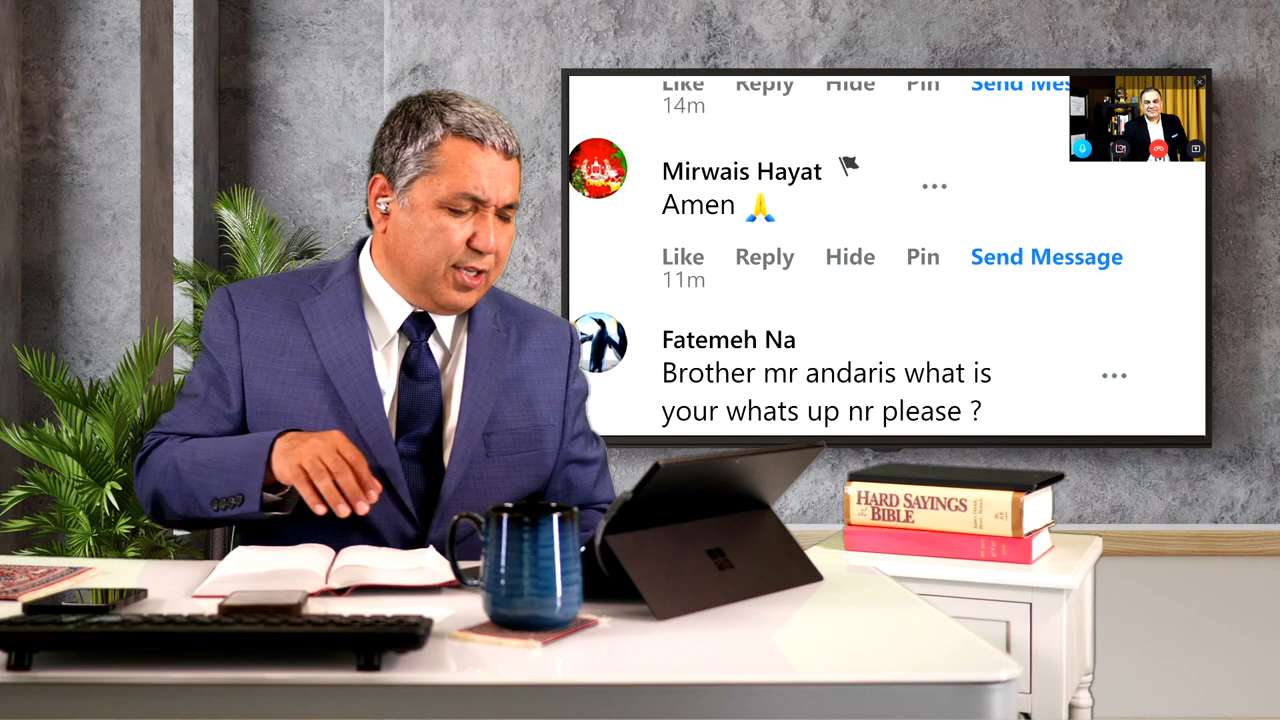 Like Reply Hide Pin Send Mes
14m
Mirwais Hayat
Amen 🙏
Like Reply Hide Pin Send Message
11m
Fatemeh Na
Brother mr andaris what is
your whats up nr please ?
HARD SAYINGS
BIBLE